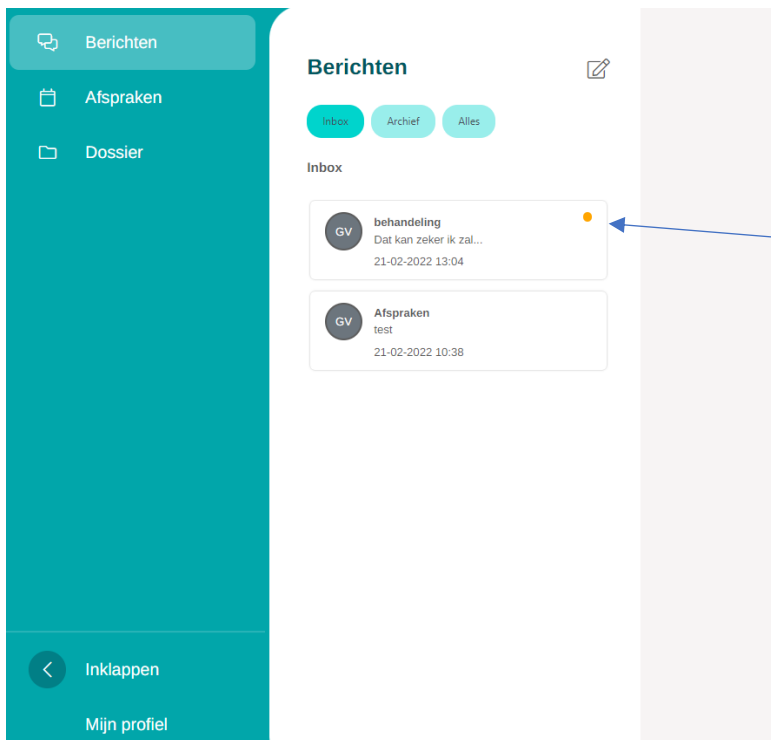 Berichten
Afspraken
Dossier
Inklappen
Mijn profiel
Berichten
Inbox
Archief
Alles
Inbox
GV
behandeling
Dat kan zeker ik zal...
21-02-2022 13:04
GV
Afspraken
test
21-02-2022 10:38